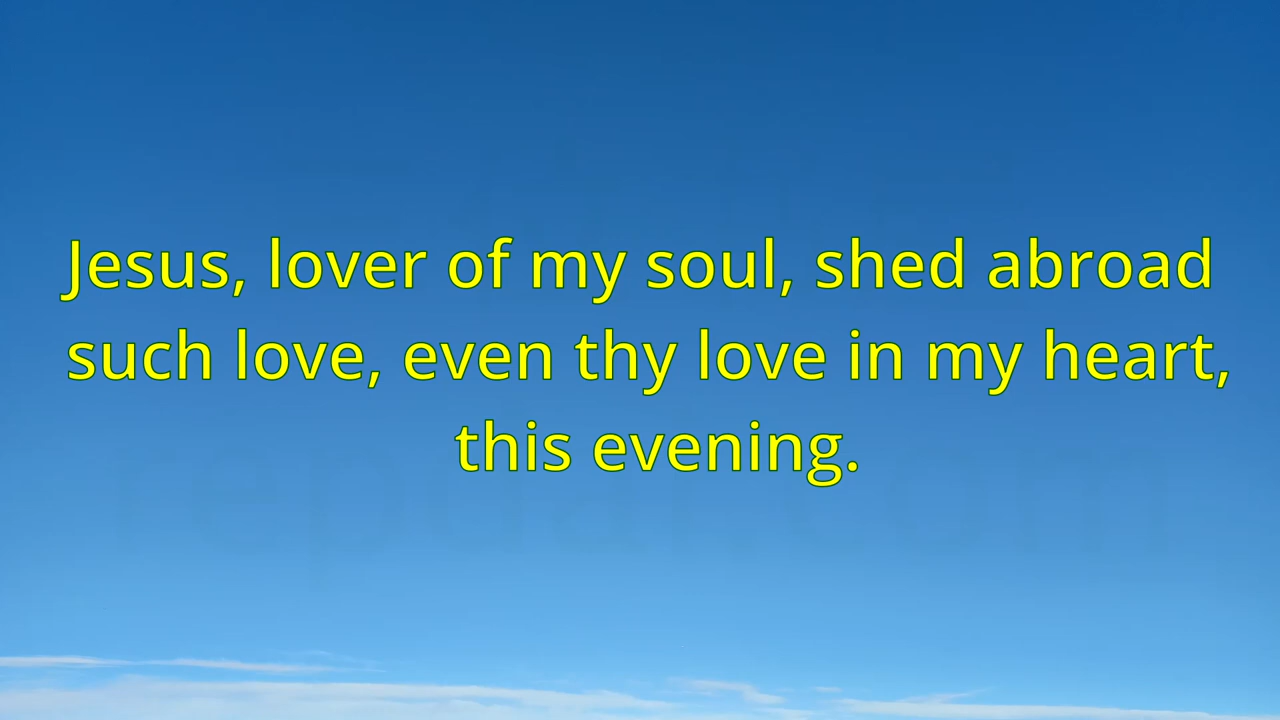 Jesus, lover of my soul, shed abroad
such love, even thy love in my heart,
this evening.